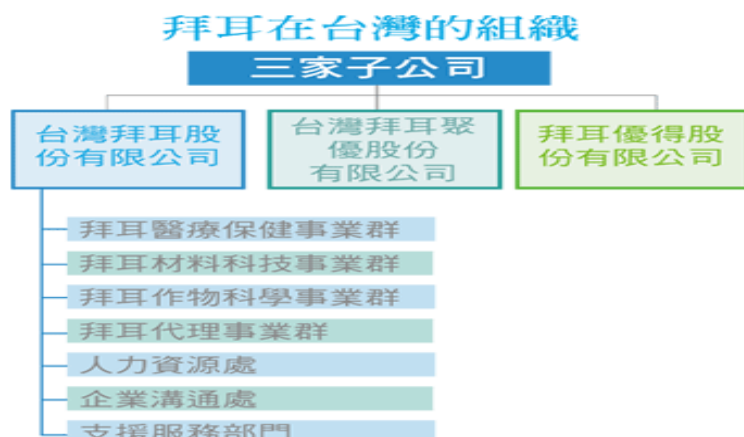 拜耳在台灣的組織
三家子公司
台灣拜耳股
份有限公司
台灣拜耳聚
優股份
有限公司
拜耳優得股
份有限公司
拜耳醫療保健事業群
拜耳材料科技事業群
拜耳作物科學事業群
拜耳代理事業群
人力資源處
企業溝通處
支援服務部門